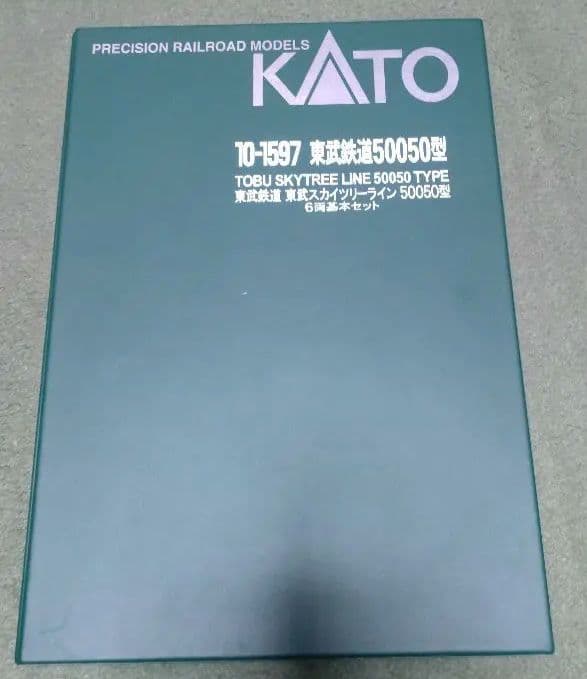 PRECISION RAILROAD MODELS
KATO
10-1597 東武鉄道50050型
TOBU SKYTREE LINE 50050 TYPE
東武鉄道 東武スカイツリーライン 50050型
6両基本セット